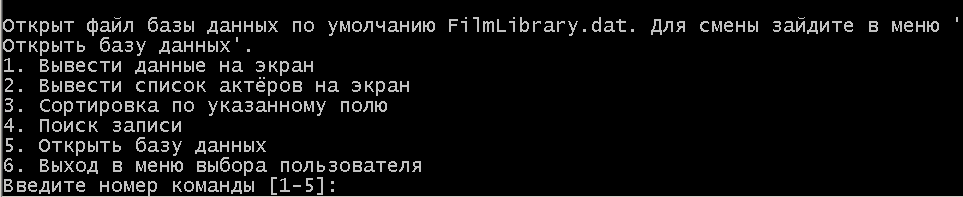 Открыт файл базы данных по умолчанию FilmLibrary.dat. Для смены зайдите в меню '
Открыть базу данных'.
1. Вывести данные на экран
2. Вывести список актёров на экран
3. Сортировка по указанному полю
4. Поиск записи
5. Открыть базу данных
6. Выход в меню выбора пользователя
Введите номер команды [1-5]: